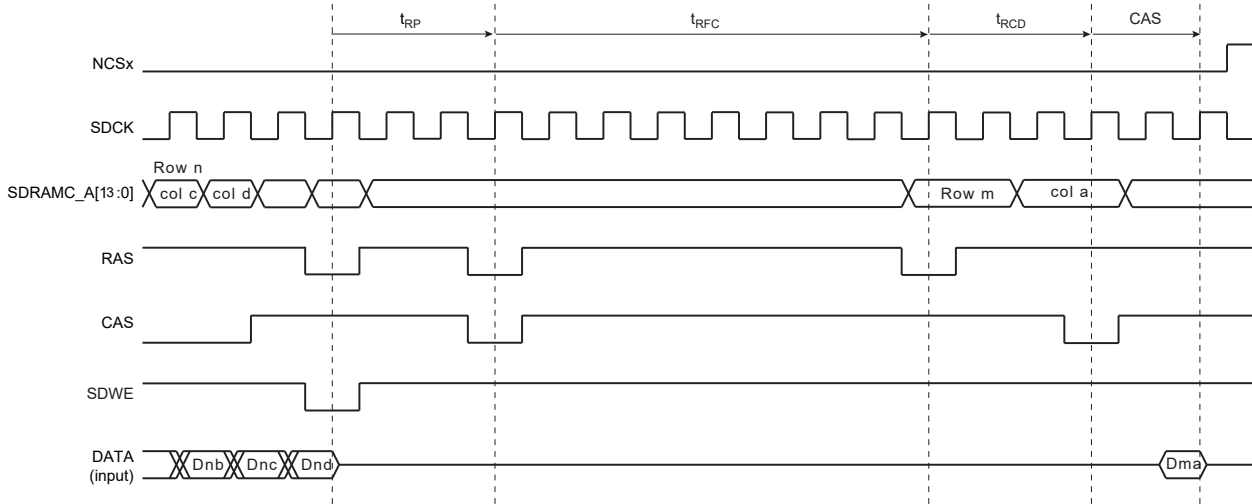 tRP tRFC tRCD CAS
NCSx
SDCK
Row n
SDRAMC_A[13:0] col c col d Row m col a
RAS
CAS
SDWE
DATA Dnb Dnc Dnd Dma
(input)